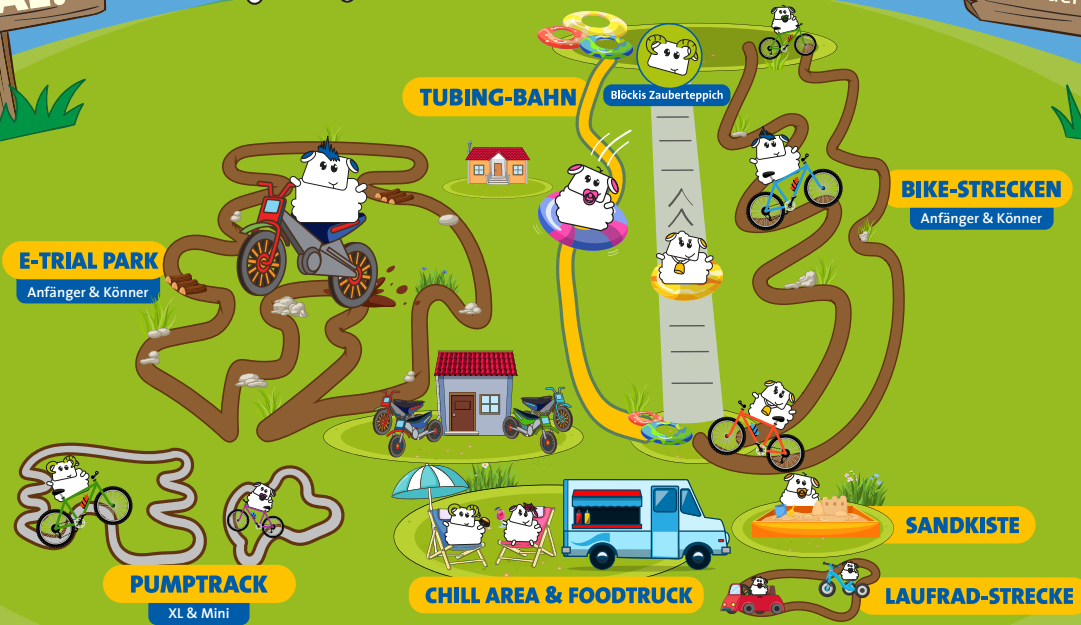 TUBING-BAHN
Blöckis Zauberteppich
BIKE-STRECKEN
Anfänger & Könner
E-TRIAL PARK
Anfänger & Könner
PUMPTRACK
XL & Mini
CHILL AREA & FOODTRUCK
SANDKISTE
LAUFRAD-STRECKE